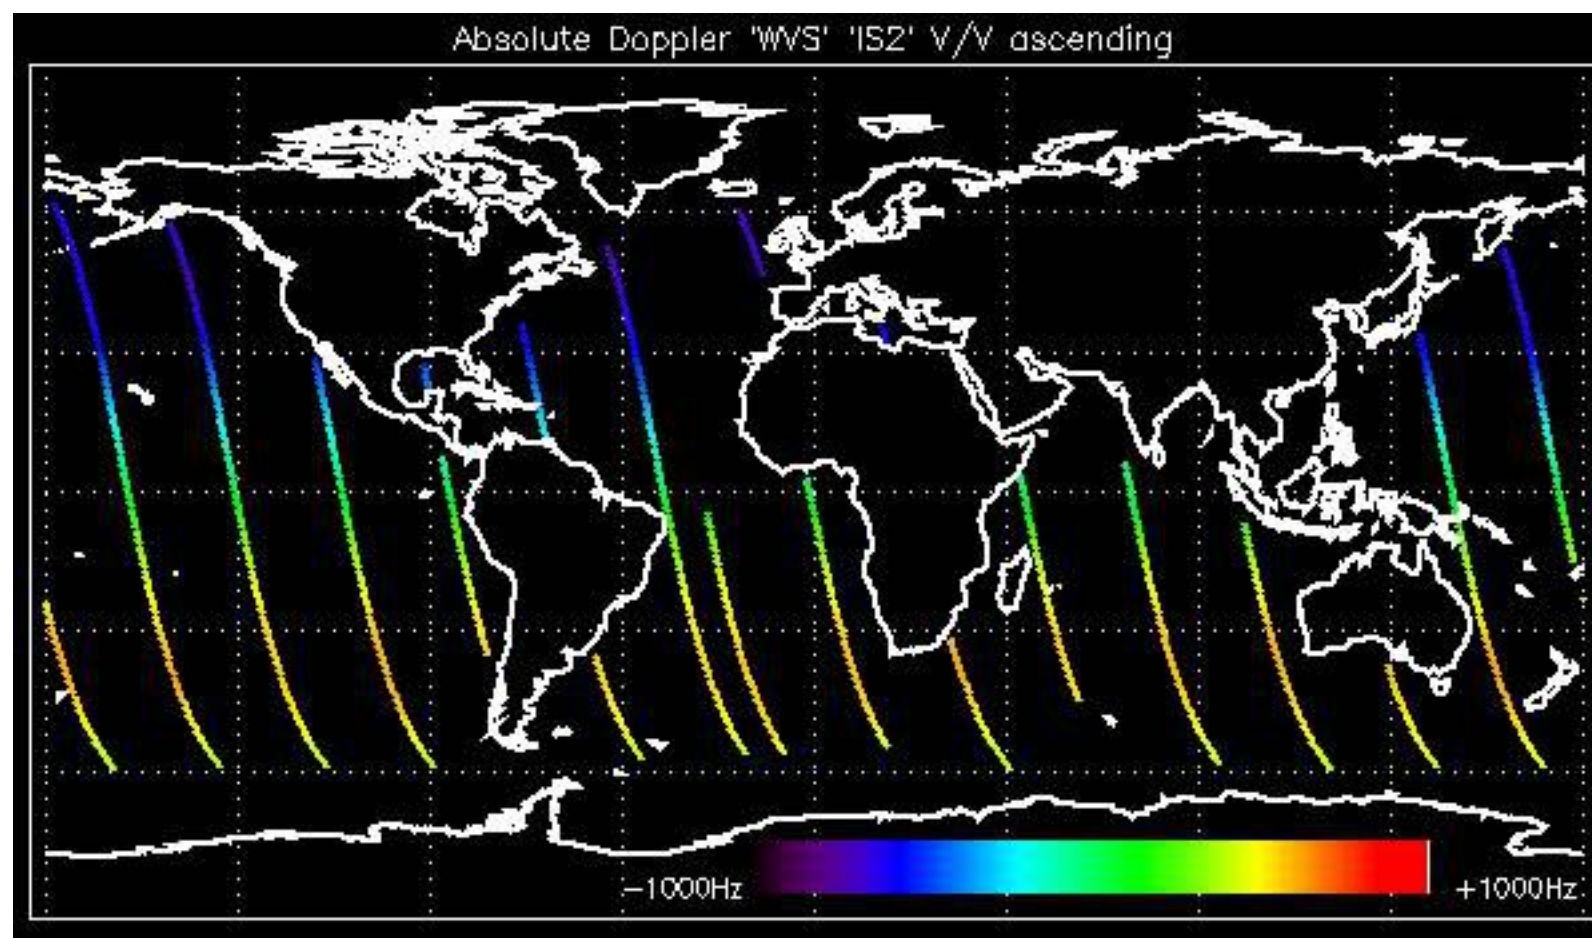 Absolute Doppler 'WVS' 'IS2' V/V ascending
-1000Hz
+1000Hz